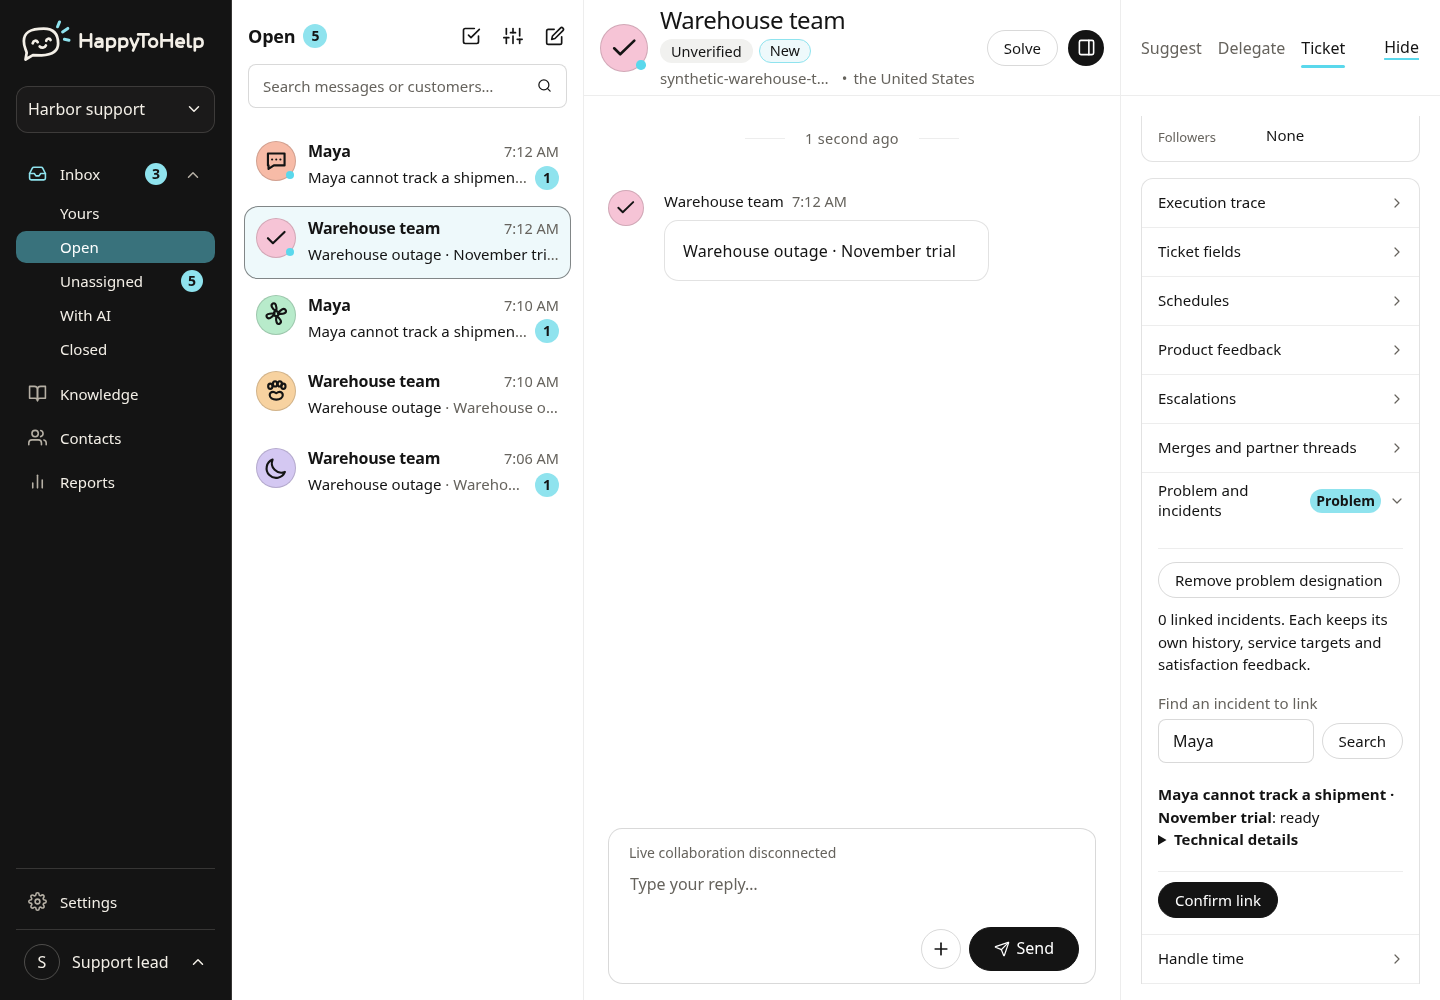 HappyToHelp
Harbor support
Inbox 3
Yours
Open
Unassigned 5
With AI
Closed
Knowledge
Contacts
Reports
Settings
S Support lead
Open 5
Search messages or customers...
Maya 7:12 AM
Maya cannot track a shipmen... 1
Warehouse team 7:12 AM
Warehouse outage · November tri...
Maya 7:10 AM
Maya cannot track a shipmen... 1
Warehouse team 7:10 AM
Warehouse outage · Warehouse o...
Warehouse team 7:06 AM
Warehouse outage · Wareho... 1
Warehouse team
Unverified New
synthetic-warehouse-t... • the United States
Solve
1 second ago
Warehouse team 7:12 AM
Warehouse outage · November trial
Live collaboration disconnected
Type your reply...
Send
Suggest Delegate Ticket Hide
Followers None
Execution trace
Ticket fields
Schedules
Product feedback
Escalations
Merges and partner threads
Problem and
incidents
Problem
Remove problem designation
0 linked incidents. Each keeps its
own history, service targets and
satisfaction feedback.
Find an incident to link
Maya Search
Maya cannot track a shipment ·
November trial: ready
Technical details
Confirm link
Handle time